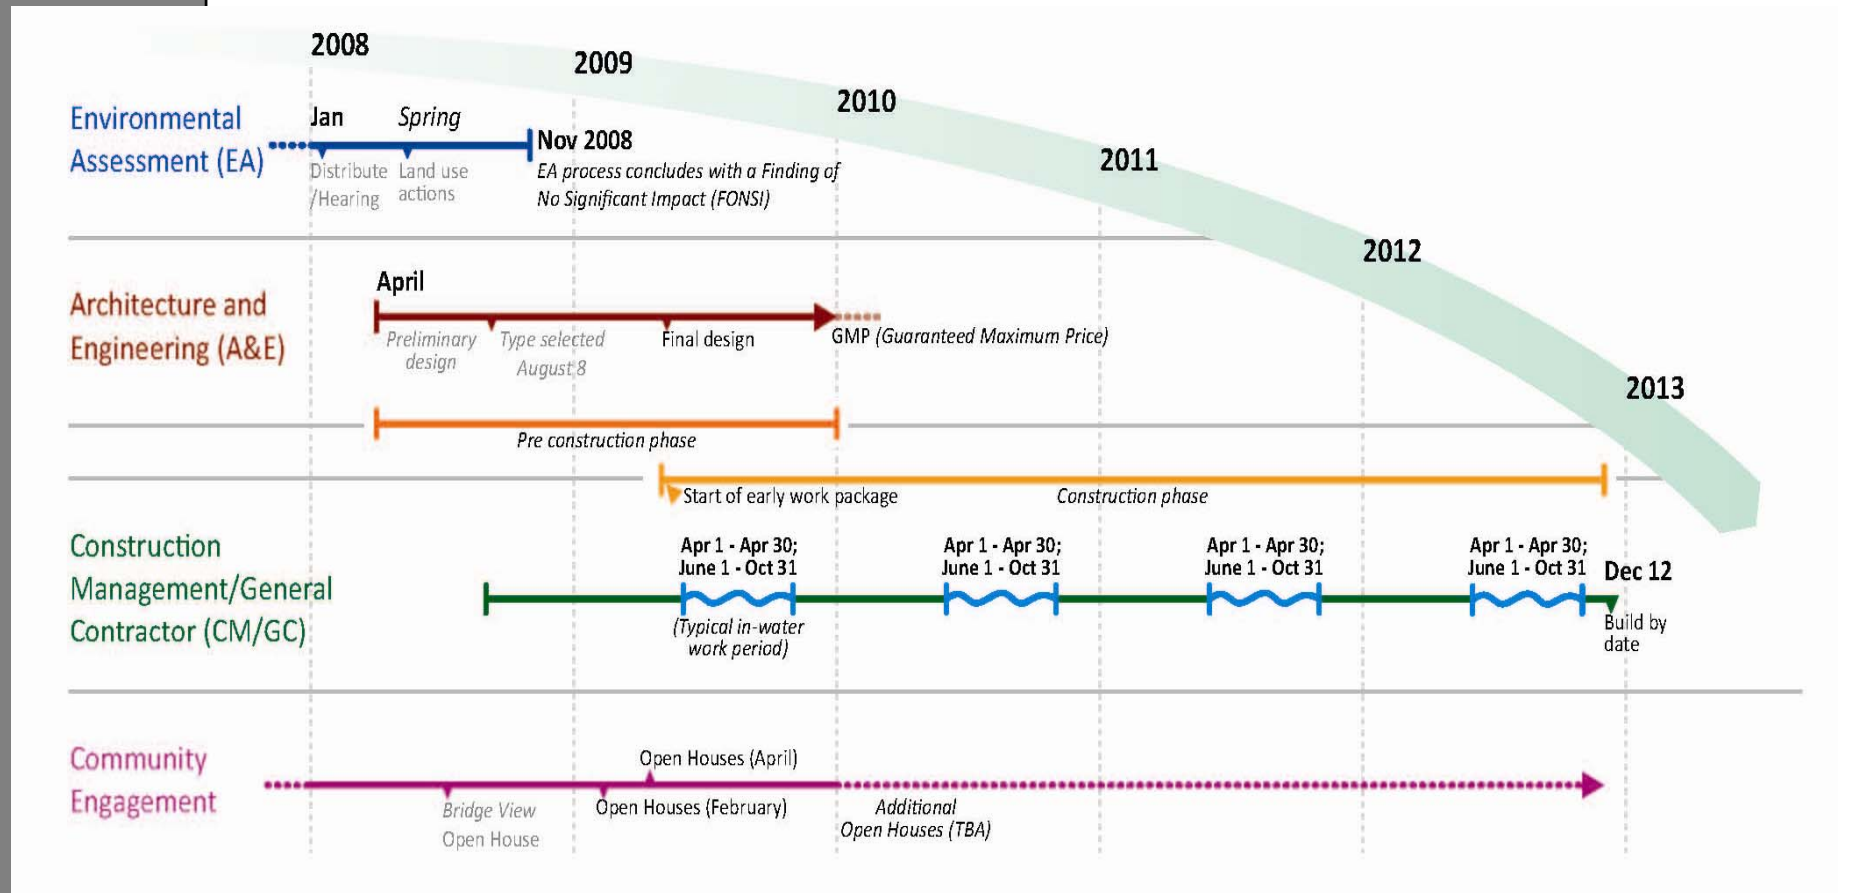 2008
2009
2010
2011
2012
2013
Environmental
Assessment (EA)
Jan
Spring
Nov 2008
Distribute
/Hearing
Land use
actions
EA process concludes with a Finding of
No Significant Impact (FONSI)
Architecture and
Engineering (A&E)
April
Preliminary
design
Type selected
August 8
Final design
GMP (Guaranteed Maximum Price)
Pre construction phase
Start of early work package
Construction phase
Construction
Management/General
Contractor (CM/GC)
Apr 1 - Apr 30;
June 1 - Oct 31
(Typical in-water
work period)
Apr 1 - Apr 30;
June 1 - Oct 31
Apr 1 - Apr 30;
June 1 - Oct 31
Apr 1 - Apr 30;
June 1 - Oct 31
Dec 12
Build by
date
Community
Engagement
Open Houses (April)
Bridge View
Open House
Open Houses (February)
Additional
Open Houses (TBA)